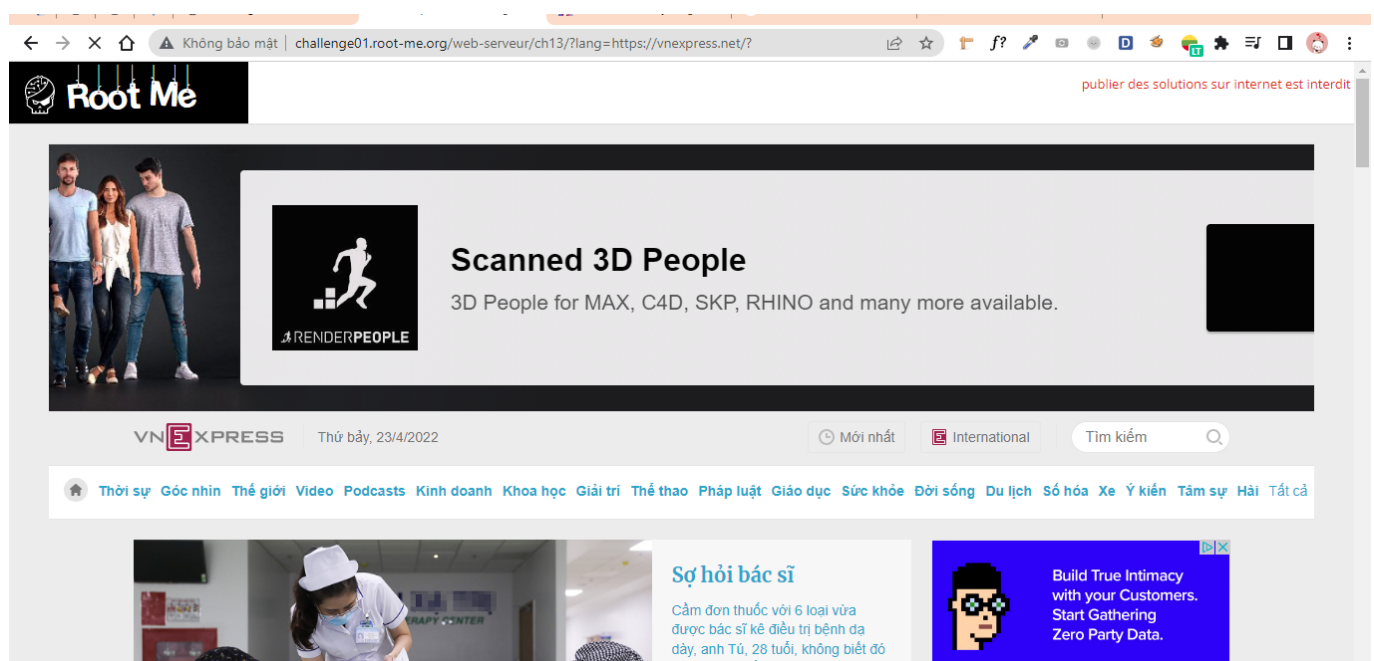 Không bảo mật | challenge01.root-me.org/web-serveur/ch13/?lang=https://vnexpress.net/?
f?
D
LT
Root Me
publier des solutions sur internet est interdit
Scanned 3D People
3D People for MAX, C4D, SKP, RHINO and many more available.
RENDERPEOPLE
VNEXPRESS
Thứ bảy, 23/4/2022
Mới nhất
E International
Tìm kiếm
Thời sự Góc nhìn Thế giới Video Podcasts Kinh doanh Khoa học Giải trí Thể thao Pháp luật Giáo dục Sức khỏe Đời sống Du lịch Số hóa Xe Ý kiến Tâm sự Hài Tất cả
Sợ hỏi bác sĩ
Cầm đơn thuốc với 6 loại vừa
được bác sĩ kê điều trị bệnh dạ
dày, anh Tú, 28 tuổi, không biết đó
Build True Intimacy
with your Customers.
Start Gathering
Zero Party Data.